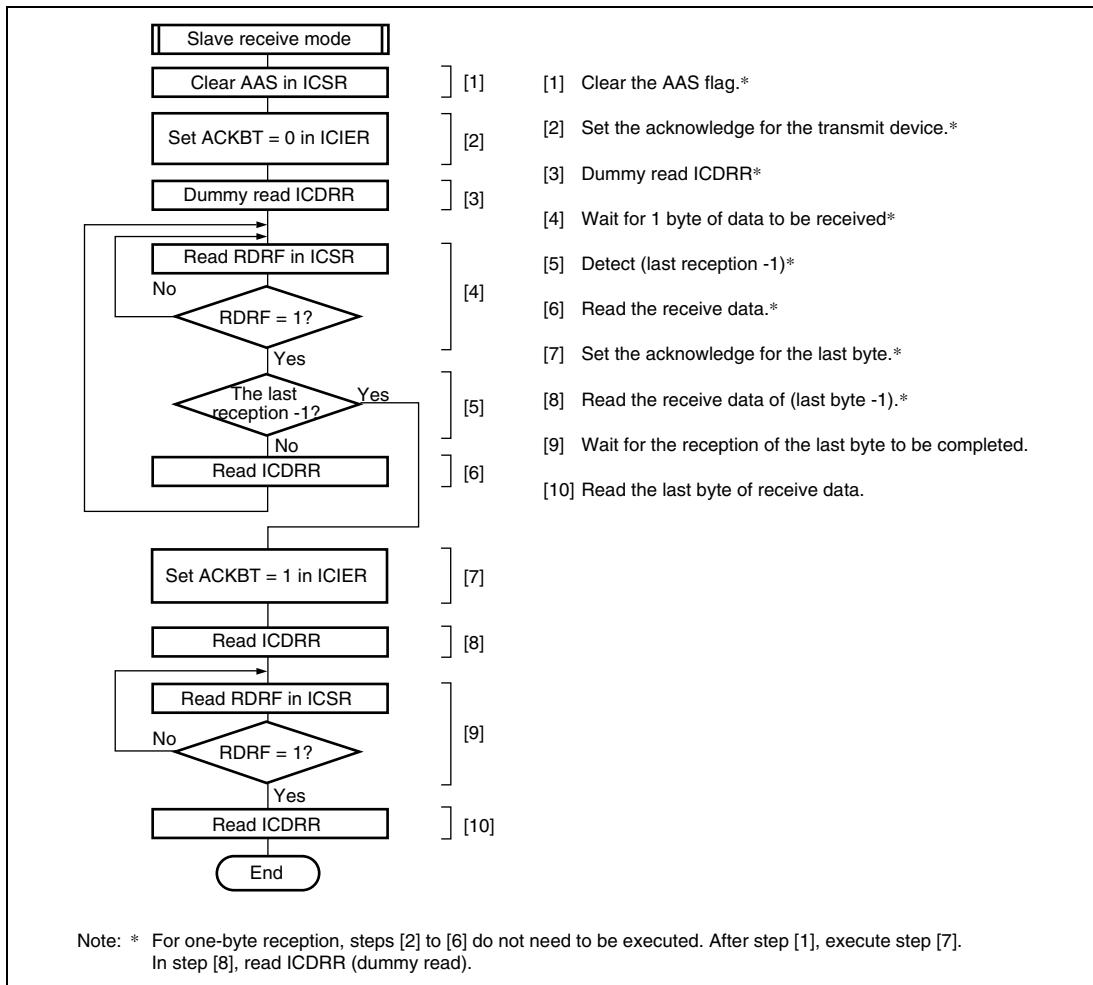 Slave receive mode
Clear AAS in ICSR
[1]
Set ACKBT = 0 in ICIER
[2]
Dummy read ICDRR
[3]
Read RDRF in ICSR
No
[4]
RDRF = 1?
Yes
The last
Yes
reception -1?
[5]
No
Read ICDRR
[6]
Set ACKBT = 1 in ICIER
[7]
Read ICDRR
[8]
Read RDRF in ICSR
No
[9]
RDRF = 1?
Yes
Read ICDRR
[10]
End
[1] Clear the AAS flag.*
[2] Set the acknowledge for the transmit device.*
[3] Dummy read ICDRR*
[4] Wait for 1 byte of data to be received*
[5] Detect (last reception -1)*
[6] Read the receive data.*
[7] Set the acknowledge for the last byte.*
[8] Read the receive data of (last byte -1).*
[9] Wait for the reception of the last byte to be completed.
[10] Read the last byte of receive data.
Note: * For one-byte reception, steps [2] to [6] do not need to be executed. After step [1], execute step [7].
In step [8], read ICDRR (dummy read).